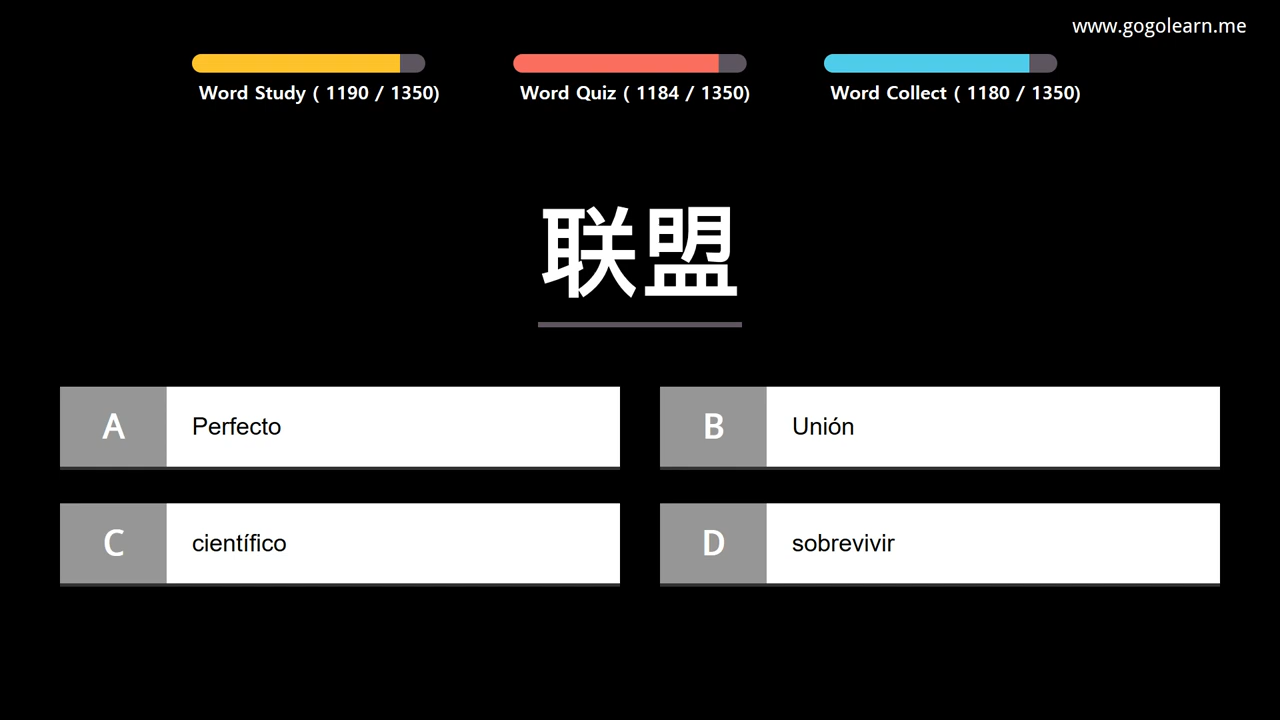 www.gogolearn.me
Word Study ( 1190 / 1350)
Word Quiz ( 1184 / 1350)
Word Collect ( 1180 / 1350)
联盟
A Perfecto
B Unión
C científico
D sobrevivir